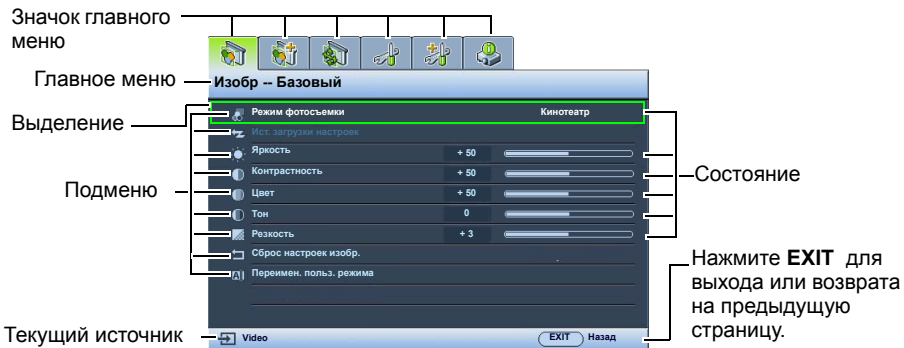 Значок главного
меню
Главное меню
Изобр -- Базовый
Выделение
Режим фотосъемки Кинотеатр
Ист. загрузки настроек
Яркость + 50
Контрастность + 50
Подменю
Состояние
Цвет + 50
Тон 0
Резкость + 3
Сброс настроек изобр.
Переимен. польз. режима
Нажмите EXIT для
выхода или возврата
на предыдущую
страницу.
Текущий источник
Video
EXIT Назад